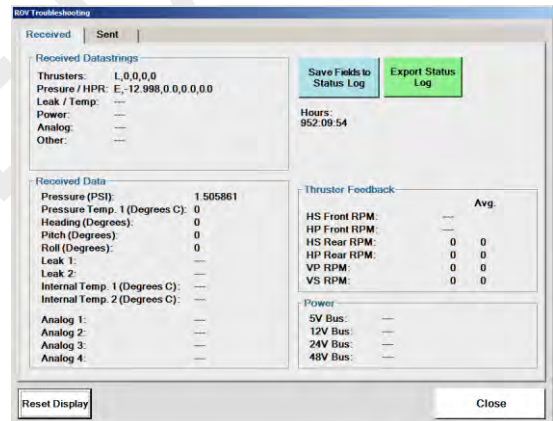 ROV Troubleshooting
Received | Sent |
Received Datastrings
Thrusters: L,0,0,0,0
Presure / HPR: E,-12.998,0.0,0.0,0.0
Leak / Temp: ---
Power: ---
Analog: ---
Other: ---
Save Fields to
Status Log
Export Status
Log
Hours:
952:09:54
Received Data
Pressure (PSI): 1.505861
Pressure Temp. 1 (Degrees C): 0
Heading (Degrees): 0
Pitch (Degrees): 0
Roll (Degrees): 0
Leak 1: ---
Leak 2: ---
Internal Temp. 1 (Degrees C): ---
Internal Temp. 2 (Degrees C): ---
Analog 1: ---
Analog 2: ---
Analog 3: ---
Analog 4: ---
Thruster Feedback
Avg.
HS Front RPM: ---
HP Front RPM: ---
HS Rear RPM: 0 0
HP Rear RPM: 0 0
VP RPM: 0 0
VS RPM: 0 0
Power
5V Bus: ---
12V Bus: ---
24V Bus: ---
48V Bus: ---
Reset Display
Close